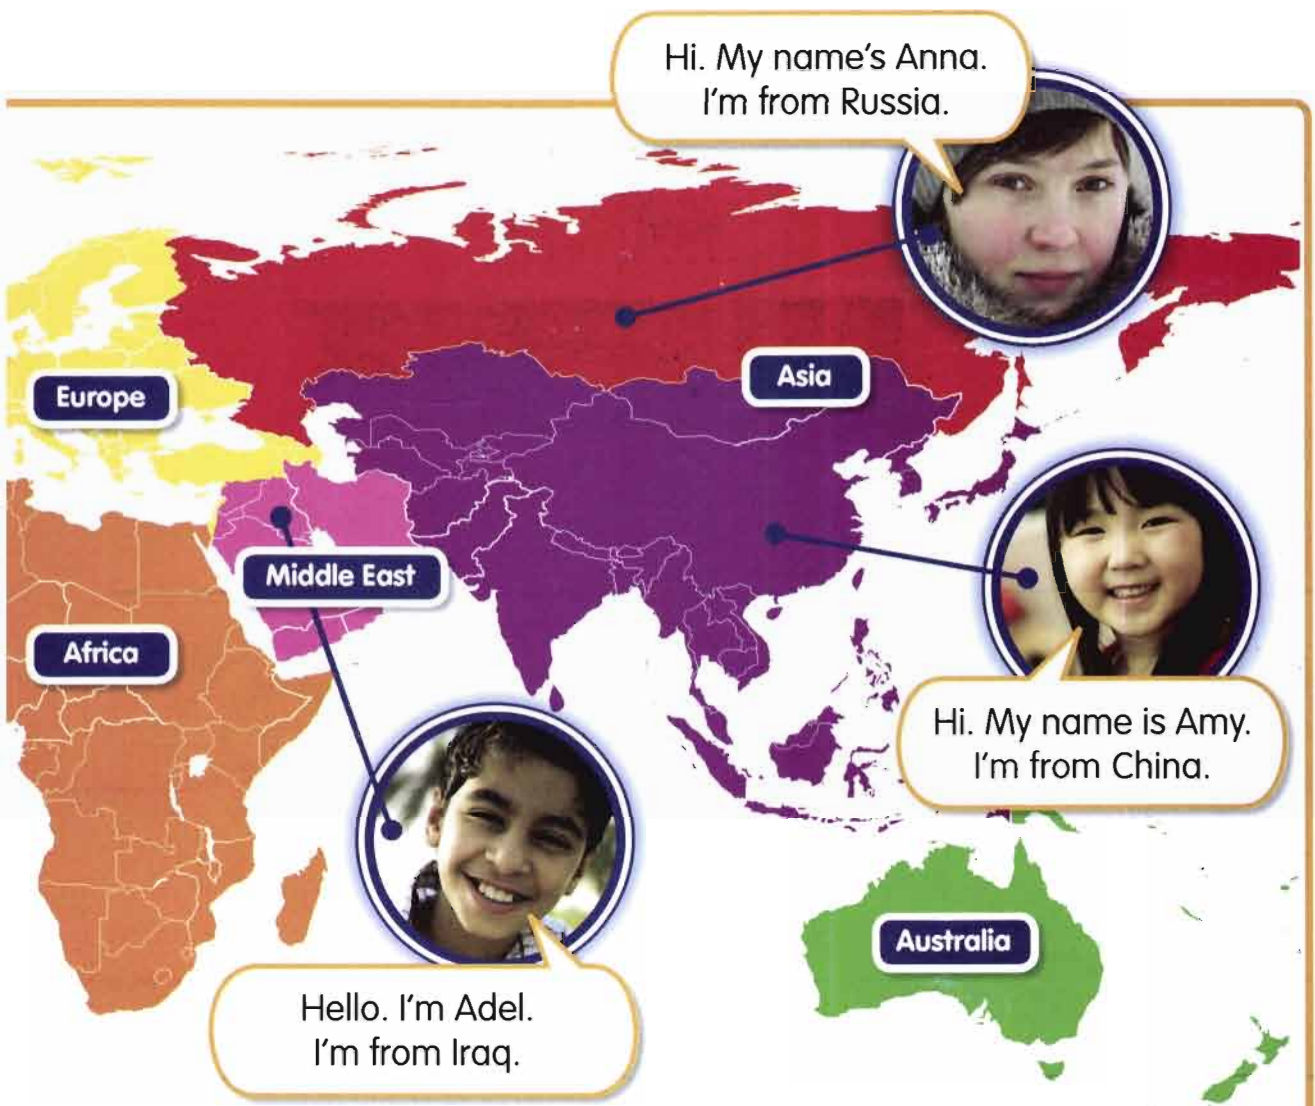 Hi. My name's Anna.
I'm from Russia.
Asia
Europe
Middle East
Africa
Hi. My name is Amy.
I'm from China.
Australia
Hello. I'm Adel.
I'm from Iraq.